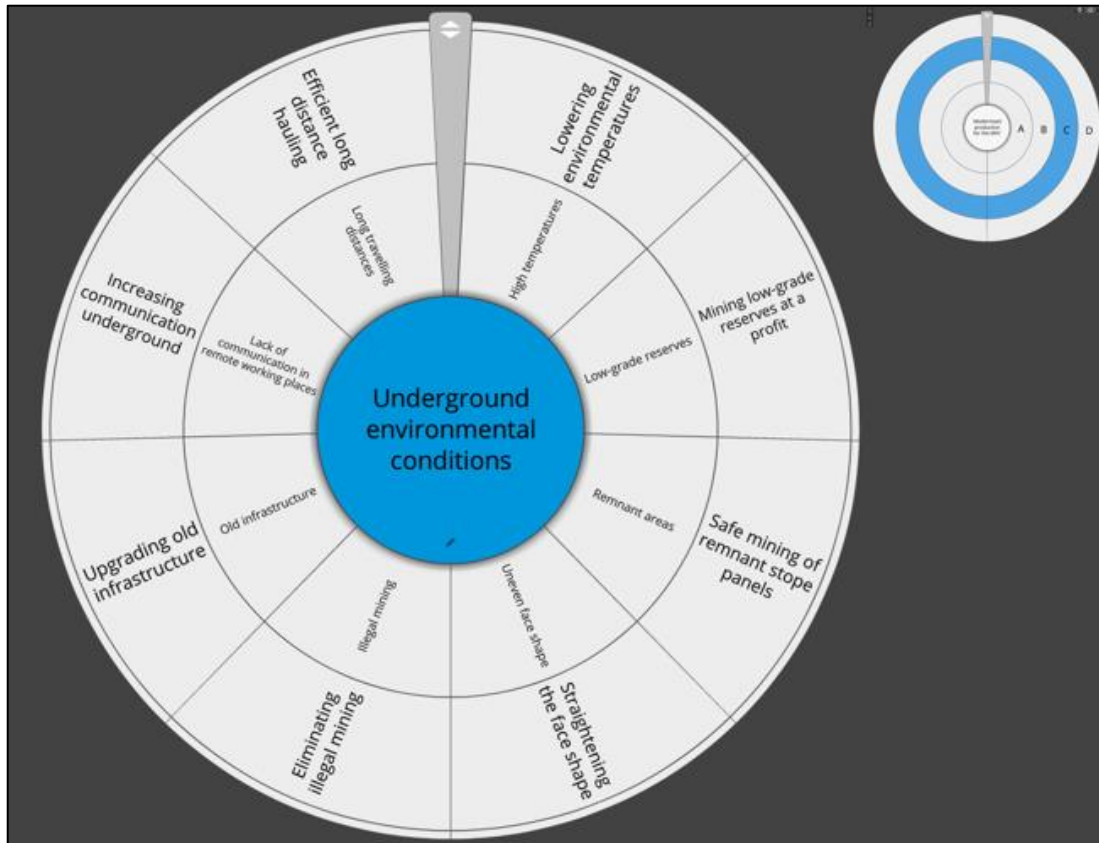 Underground
environmental
conditions
High temperatures
Low-grade reserves
Remnant areas
Uneven face shape
Illegal mining
Old infrastructure
Lack of
communication in
remote working places
Long travelling
distances
Lowering
environmental
temperatures
Mining low-grade
reserves at a
profit
Safe mining of
remnant stope
panels
Straightening
the face shape
Eliminating
illegal mining
Upgrading old
infrastructure
Increasing
communication
underground
Efficient long
distance
hauling
A
B
C
D